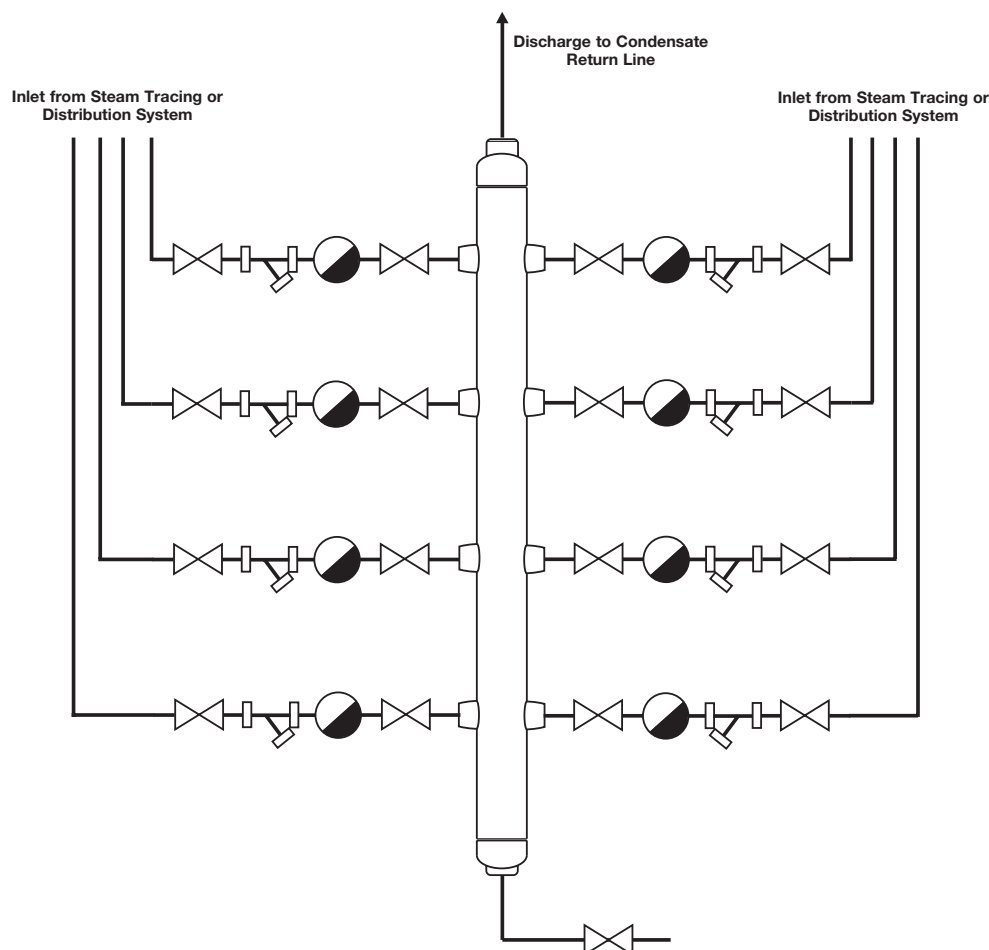 Discharge to Condensate
Return Line
Inlet from Steam Tracing or
Distribution System
Inlet from Steam Tracing or
Distribution System